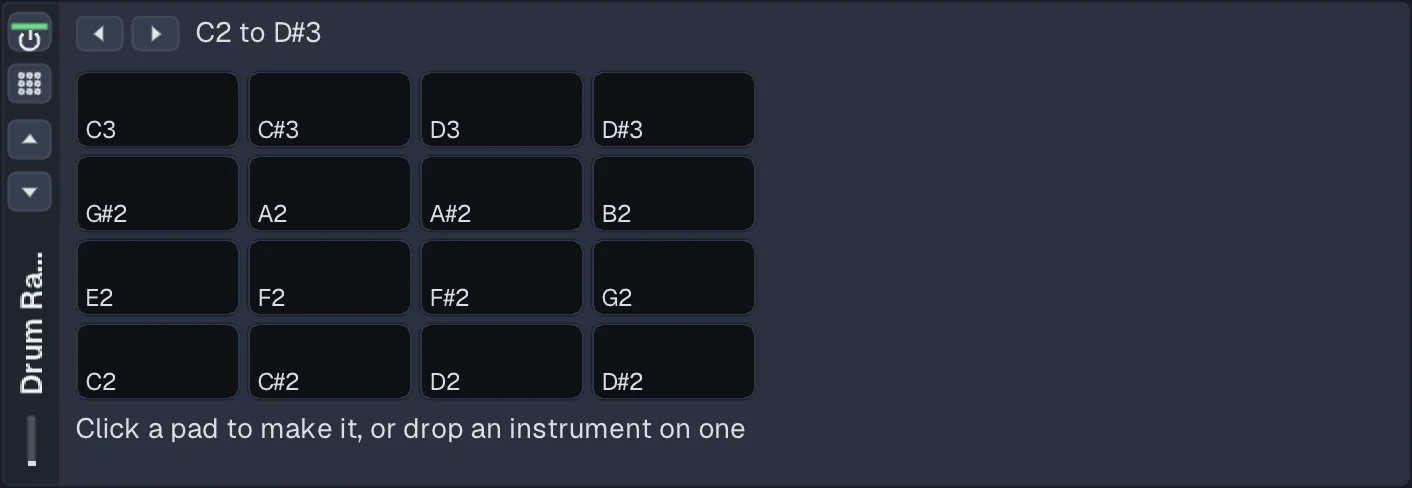 C2 to D#3
C3 C#3 D3 D#3
G#2 A2 A#2 B2
E2 F2 F#2 G2
C2 C#2 D2 D#2
Click a pad to make it, or drop an instrument on one
Drum Ra...